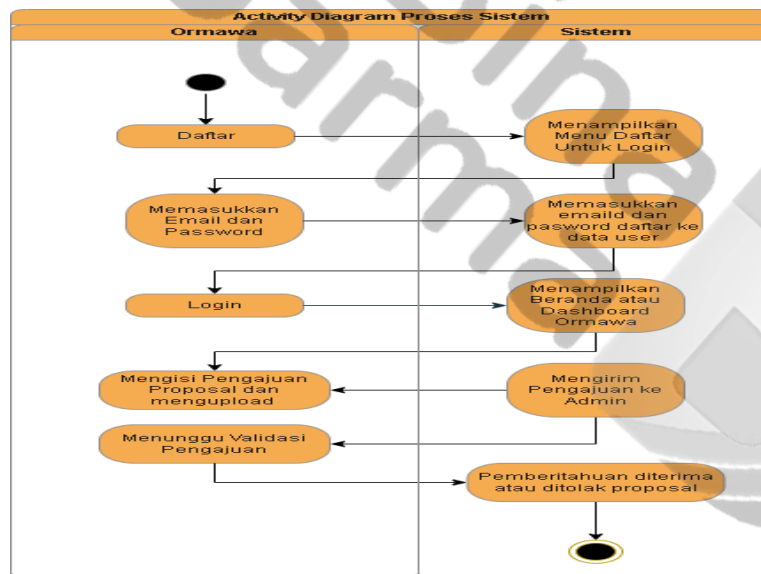 Activity Diagram Proses Sistem
Ormawa
Sistem
Daftar
Menampilkan
Menu Daftar
Untuk Login
Memasukkan
Email dan
Password
Memasukkan
emaild dan
pasword daftar ke
data user
Login
Menampilkan
Beranda atau
Dashboard
Ormawa
Mengisi Pengajuan
Proposal dan
mengupload
Mengirim
Pengajuan ke
Admin
Menunggu Validasi
Pengajuan
Pemberitahuan diterima
atau ditolak proposal